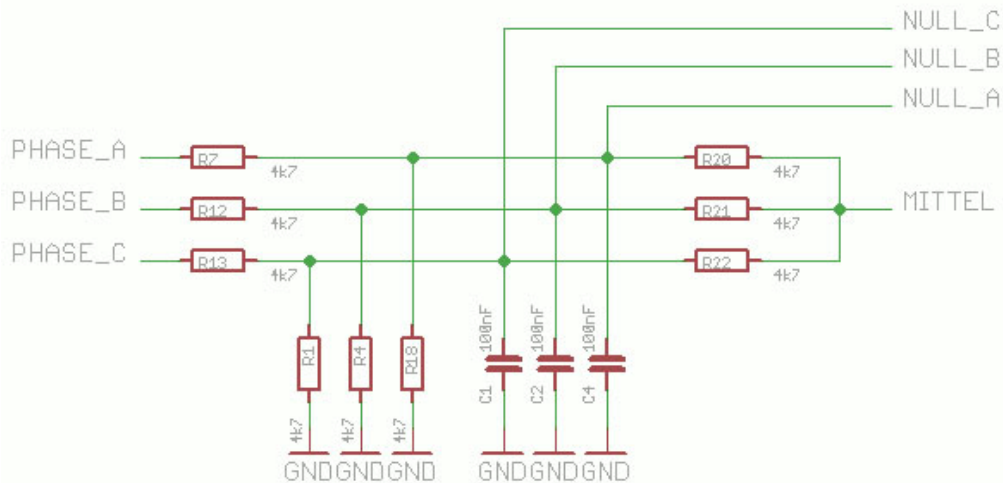 NULL_C
NULL_B
NULL_A
PHASE_A R7 4k7 R20 4k7
PHASE_B R12 4k7 R21 4k7 MITTEL
PHASE_C R13 4k7 R22 4k7
R1 R4 R18 100nF 100nF 100nF
4k7 4k7 4k7 C1 C2 C4
GND GND GND GND GND GND